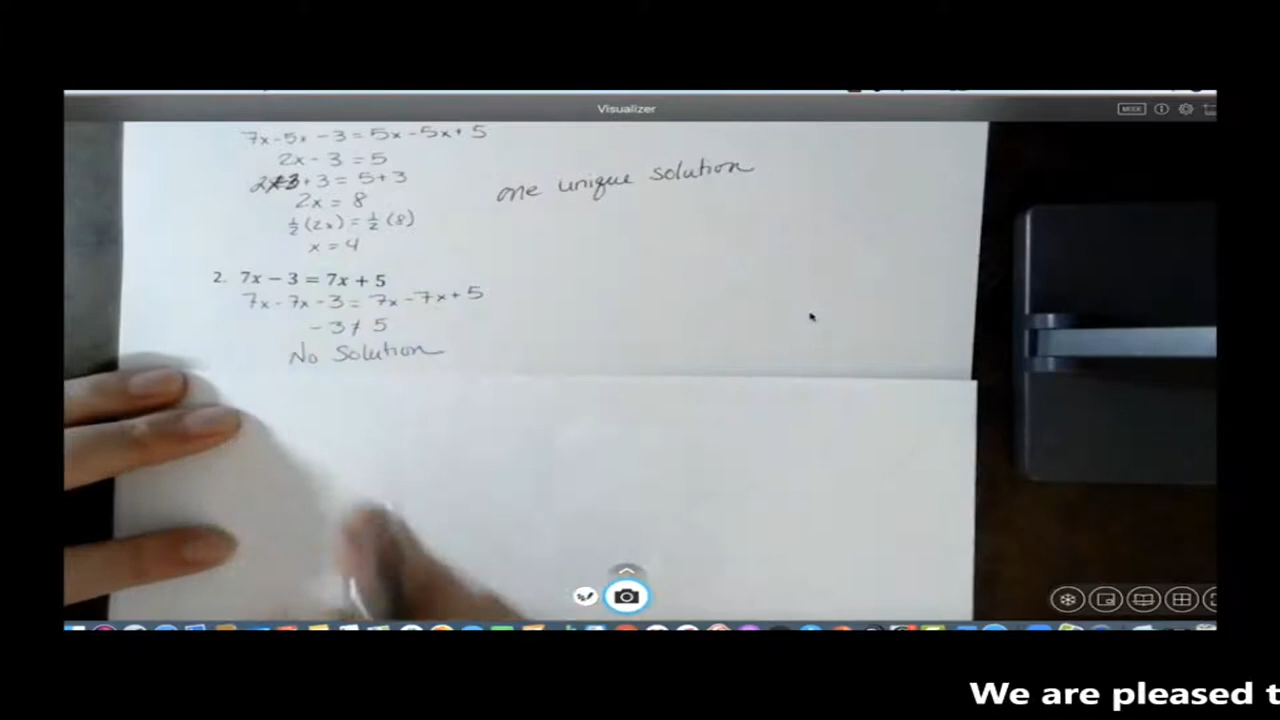 Visualizer
MODE
7x-5x-3=5x-5x+5
2x-3=5
2x-3+3=5+3
one unique solution
2x=8
½(2x)=½(8)
x=4
2. 7x − 3 = 7x + 5
7x-7x-3=7x-7x+5
-3≠5
No Solution
We are pleased t